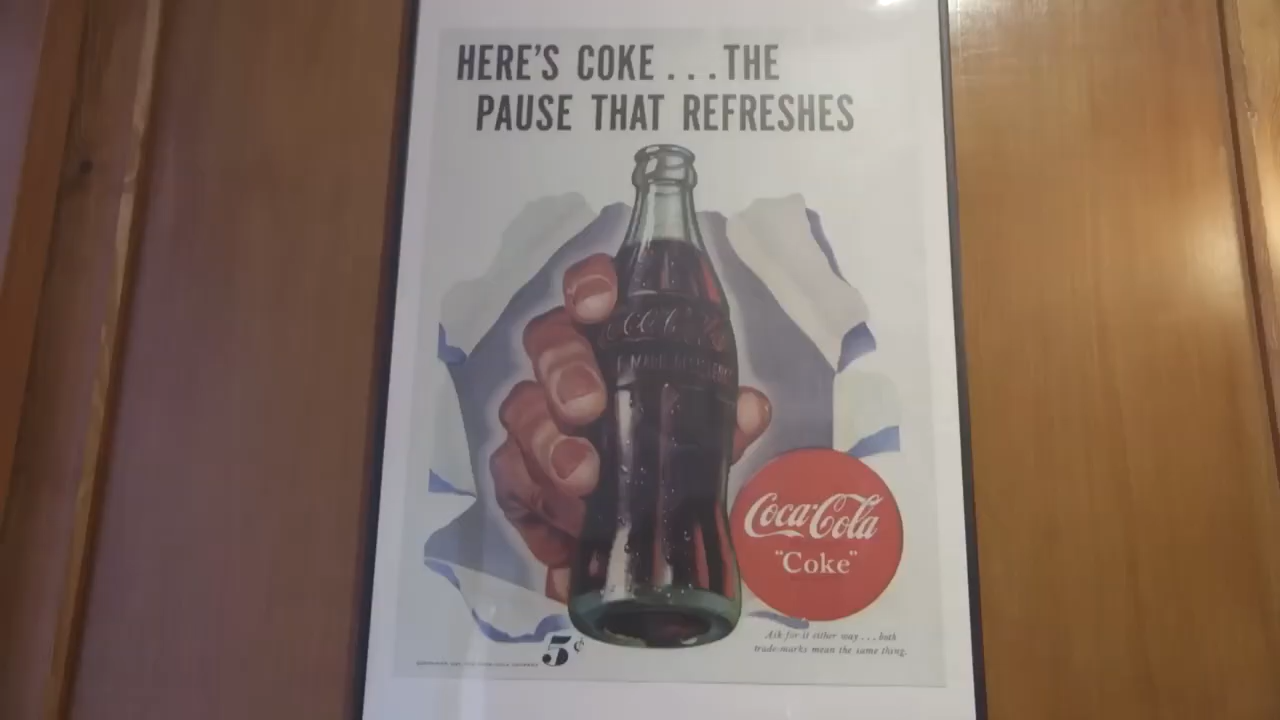 HERE'S COKE...THE
PAUSE THAT REFRESHES
Coca-Cola
"Coke"
5¢
Ask for it either way...both
trade-marks mean the same thing.